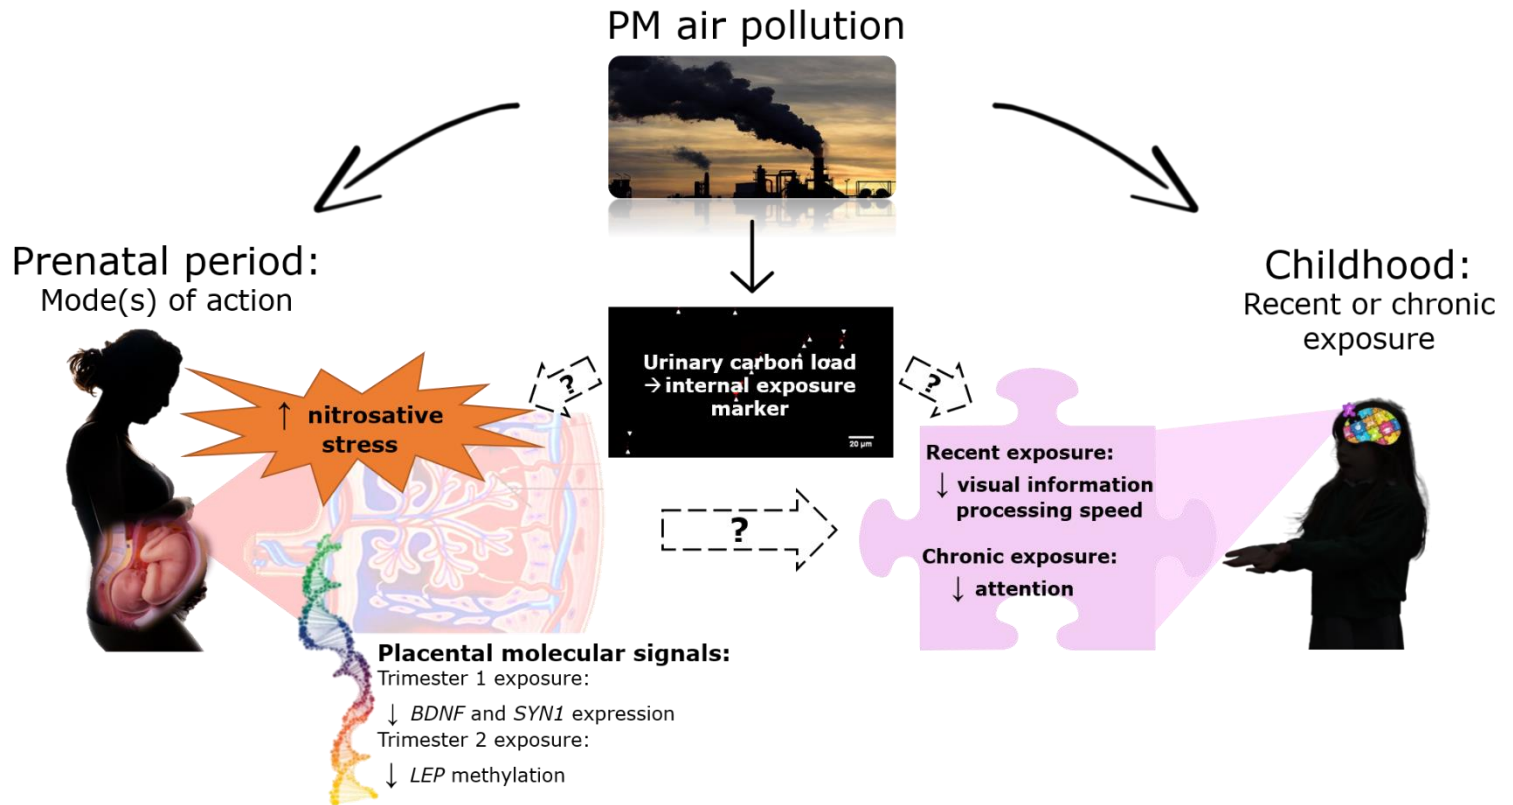 PM air pollution
Prenatal period:
Mode(s) of action
Childhood:
Recent or chronic
exposure
Urinary carbon load
→internal exposure
marker
20 µm
?
?
↑ nitrosative
stress
?
Recent exposure:
↓ visual information
processing speed
Chronic exposure:
↓ attention
Placental molecular signals:
Trimester 1 exposure:
↓ BDNF and SYN1 expression
Trimester 2 exposure:
↓ LEP methylation